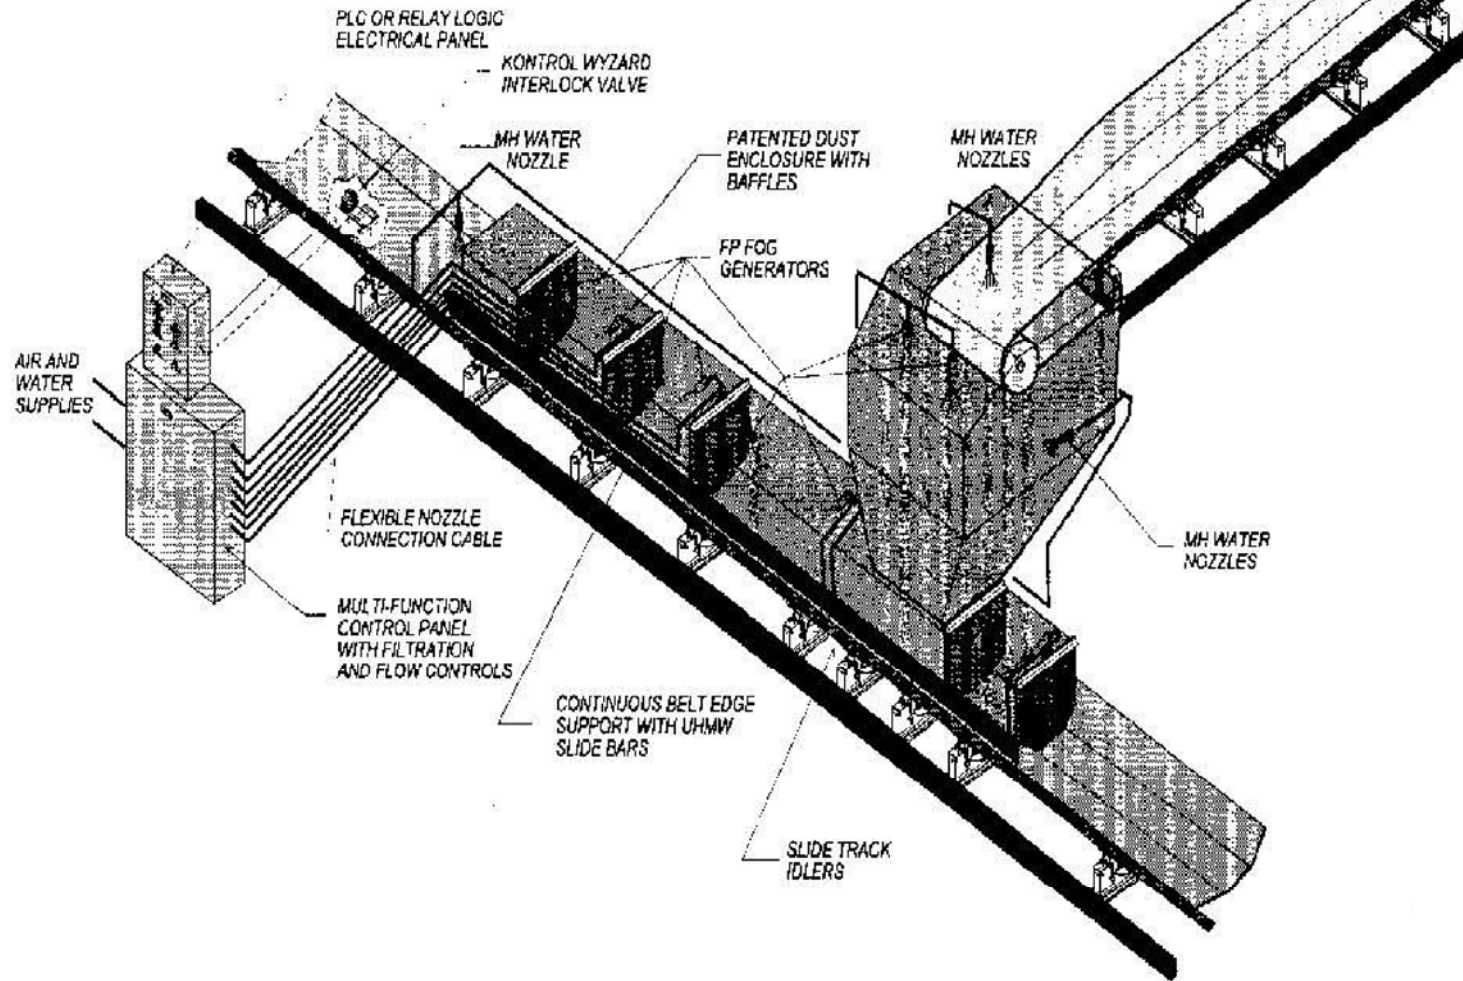 PLC OR RELAY LOGIC
ELECTRICAL PANEL
KONTROL WYZARD
INTERLOCK VALVE
MH WATER
NOZZLE
PATENTED DUST
ENCLOSURE WITH
BAFFLES
MH WATER
NOZZLES
FP FOG
GENERATORS
AIR AND
WATER
SUPPLIES
FLEXIBLE NOZZLE
CONNECTION CABLE
MH WATER
NOZZLES
MULTI-FUNCTION
CONTROL PANEL
WITH FILTRATION
AND FLOW CONTROLS
CONTINUOUS BELT EDGE
SUPPORT WITH UHMW
SLIDE BARS
SLIDE TRACK
IDLERS